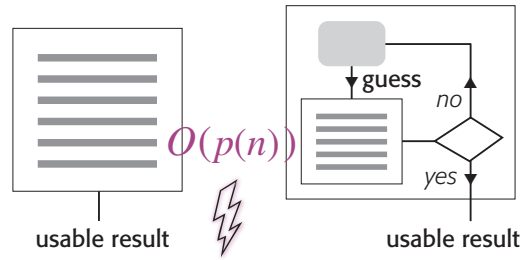 guess
no
O(p(n))
yes
usable result
usable result